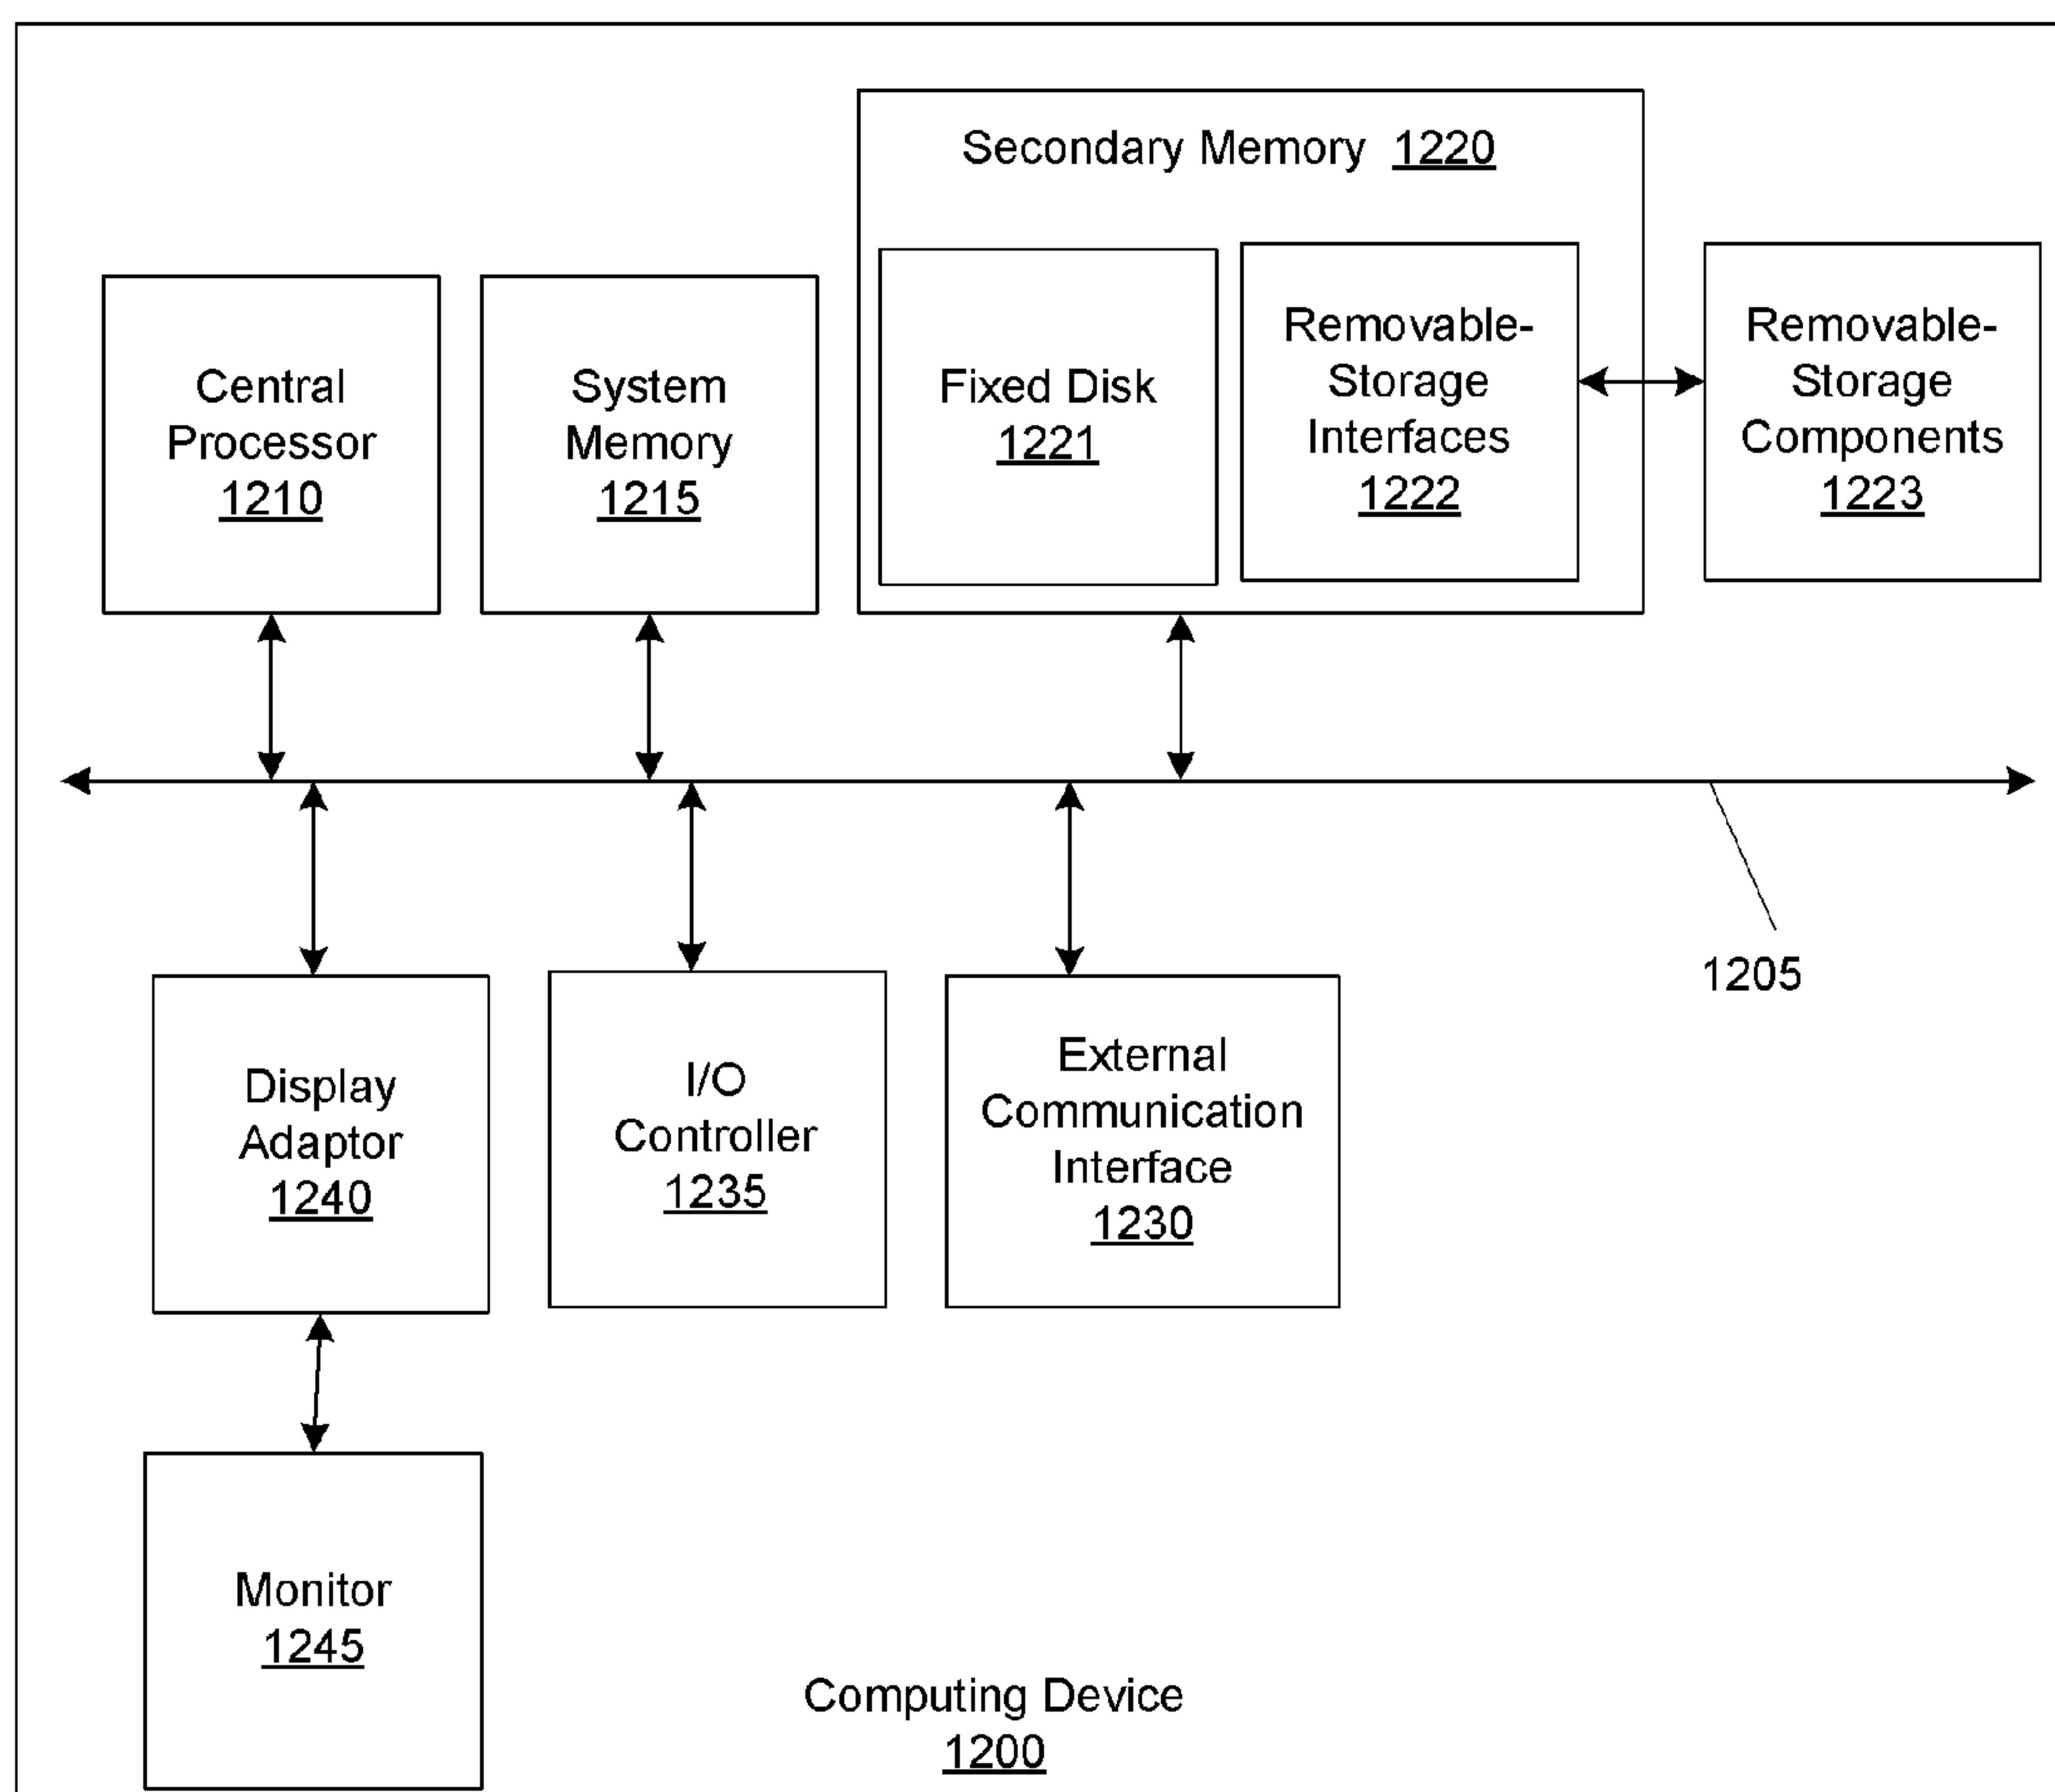 Secondary Memory 1220
Central
Processor
1210
System
Memory
1215
Fixed Disk
1221
Removable-
Storage
Interfaces
1222
Removable-
Storage
Components
1223
1205
Display
Adaptor
1240
I/O
Controller
1235
External
Communication
Interface
1230
Monitor
1245
Computing Device
1200